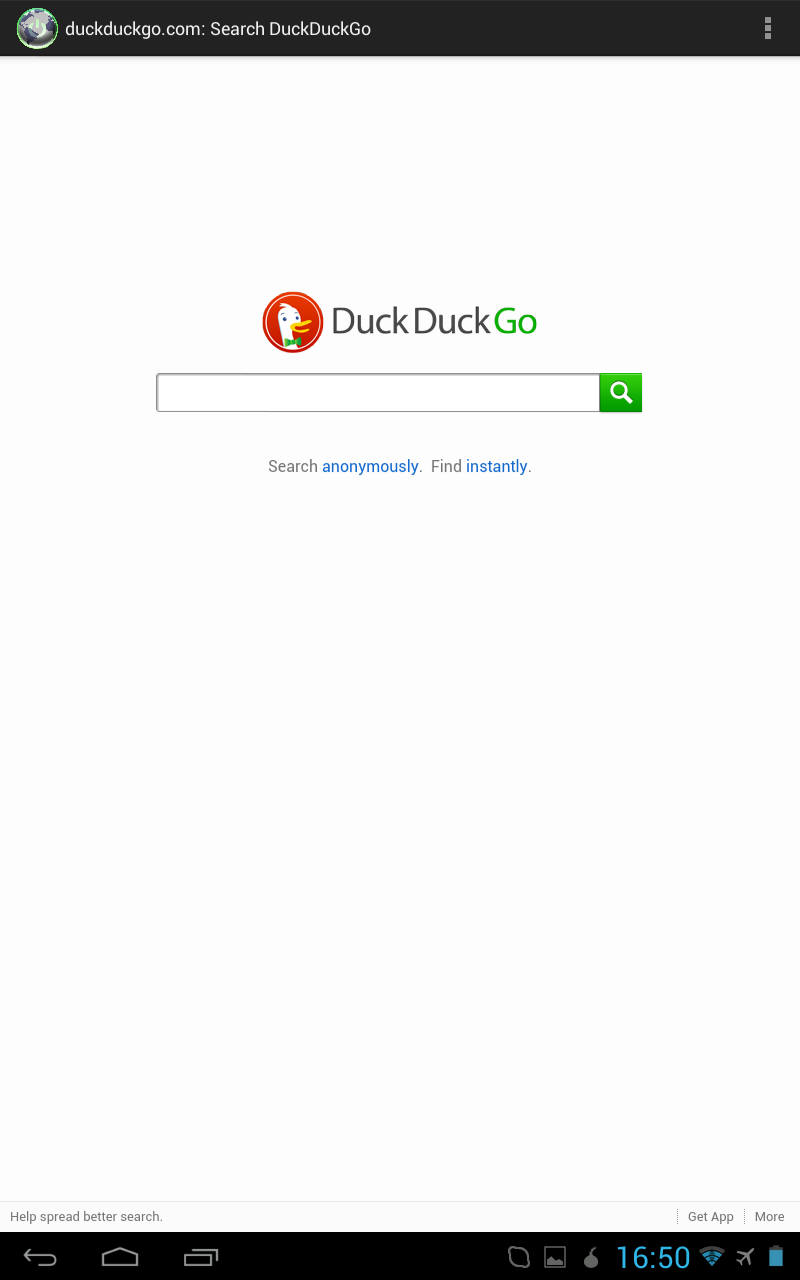 duckduckgo.com: Search DuckDuckGo
DuckDuckGo
Search anonymously. Find instantly.
Help spread better search. Get App More
16:50